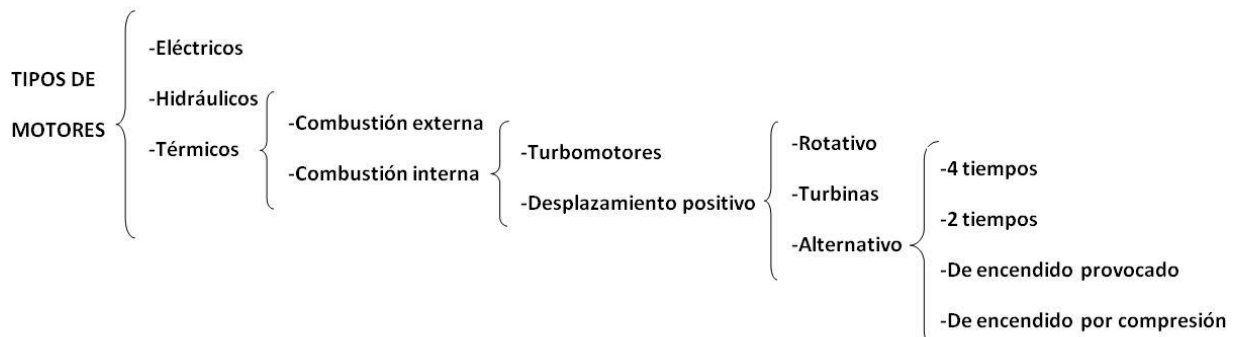 TIPOS DE
MOTORES
-Eléctricos
-Hidráulicos
-Térmicos
-Combustión externa
-Combustión interna
-Turbomotores
-Desplazamiento positivo
-Rotativo
-Turbinas
-Alternativo
-4 tiempos
-2 tiempos
-De encendido provocado
-De encendido por compresión